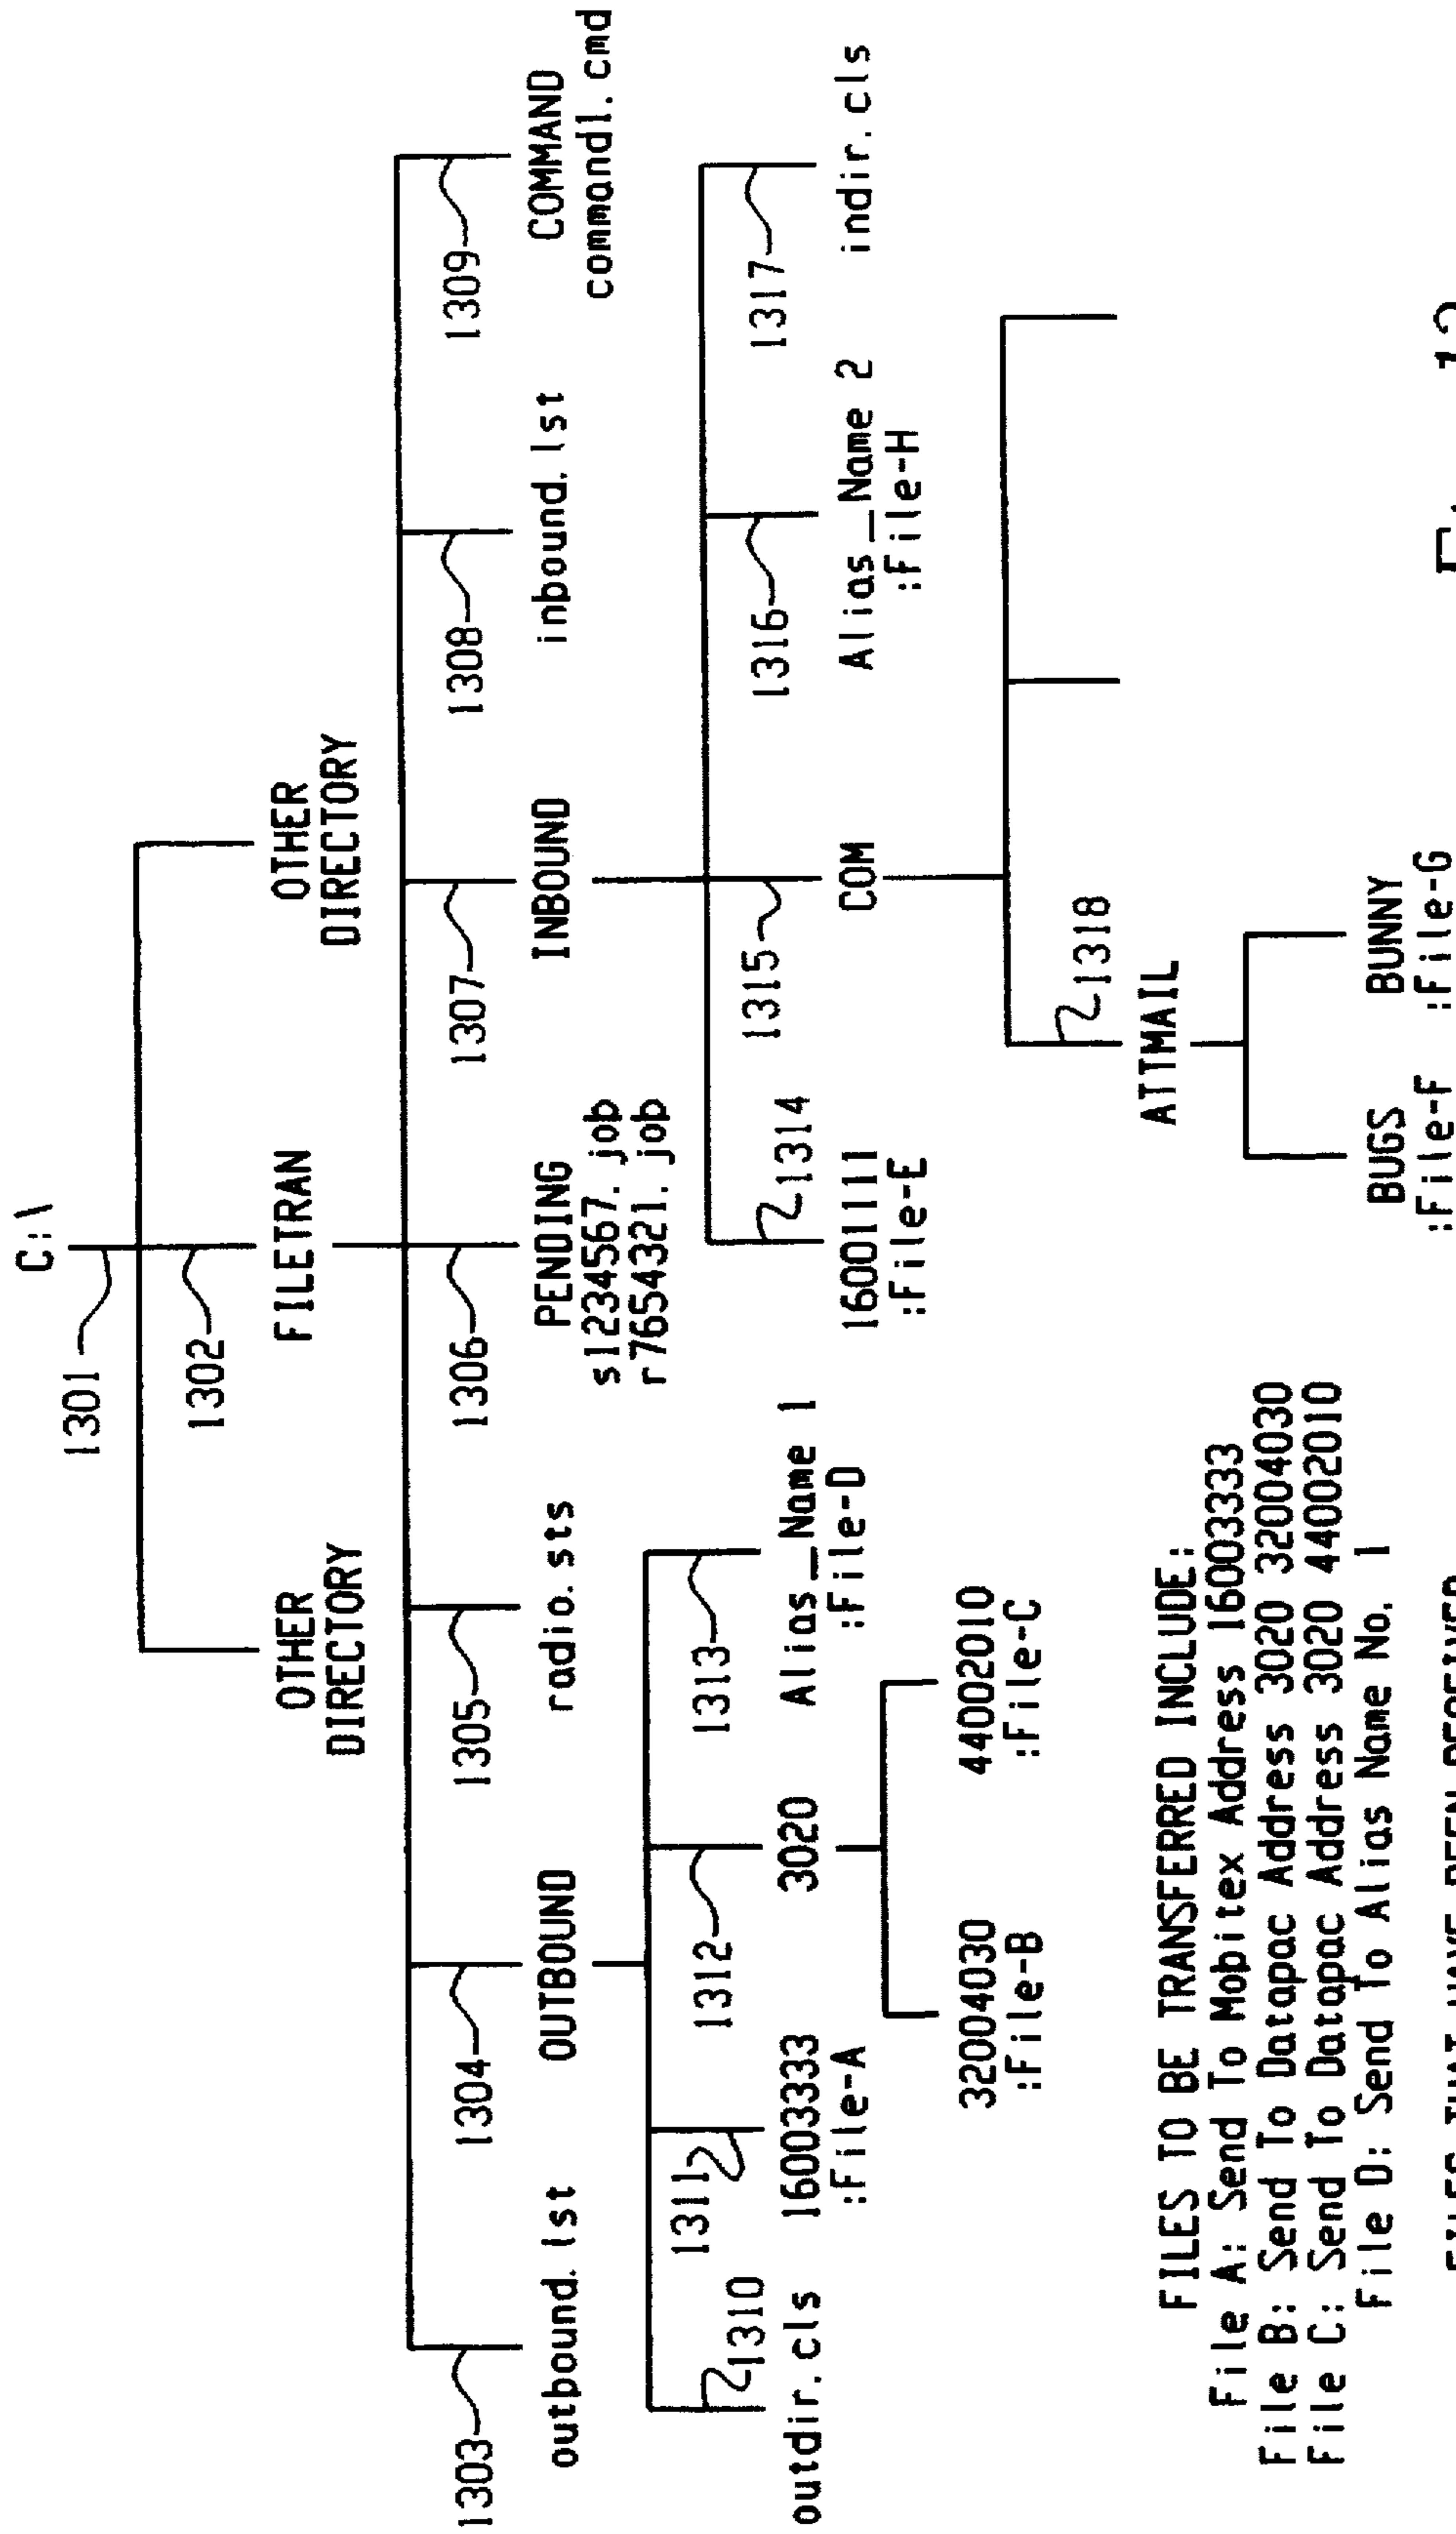 C:\
1301
1302
OTHER
DIRECTORY
FILETRAN
OTHER
DIRECTORY
1303
1304
1305
1306
1307
1308
1309
outbound.lst
OUTBOUND
radio.sts
PENDING
s1234567.job
r7654321.job
INBOUND
inbound.lst
COMMAND
command1.cmd
1310
1311
1312
1313
1314
1315
1316
1317
outdir.cls
16003333
:File-A
3020
Alias_Name 1
:File-D
16001111
:File-E
COM
Alias_Name 2
:File-H
indir.cls
32004030
:File-B
44002010
:File-C
1318
ATTMAIL
BUGS
:File-F
BUNNY
:File-G
FILES TO BE TRANSFERRED INCLUDE:
File A: Send To Mobitex Address 16003333
File B: Send To Datapac Address 3020 32004030
File C: Send To Datapac Address 3020 44002010
File D: Send To Alias Name No. 1